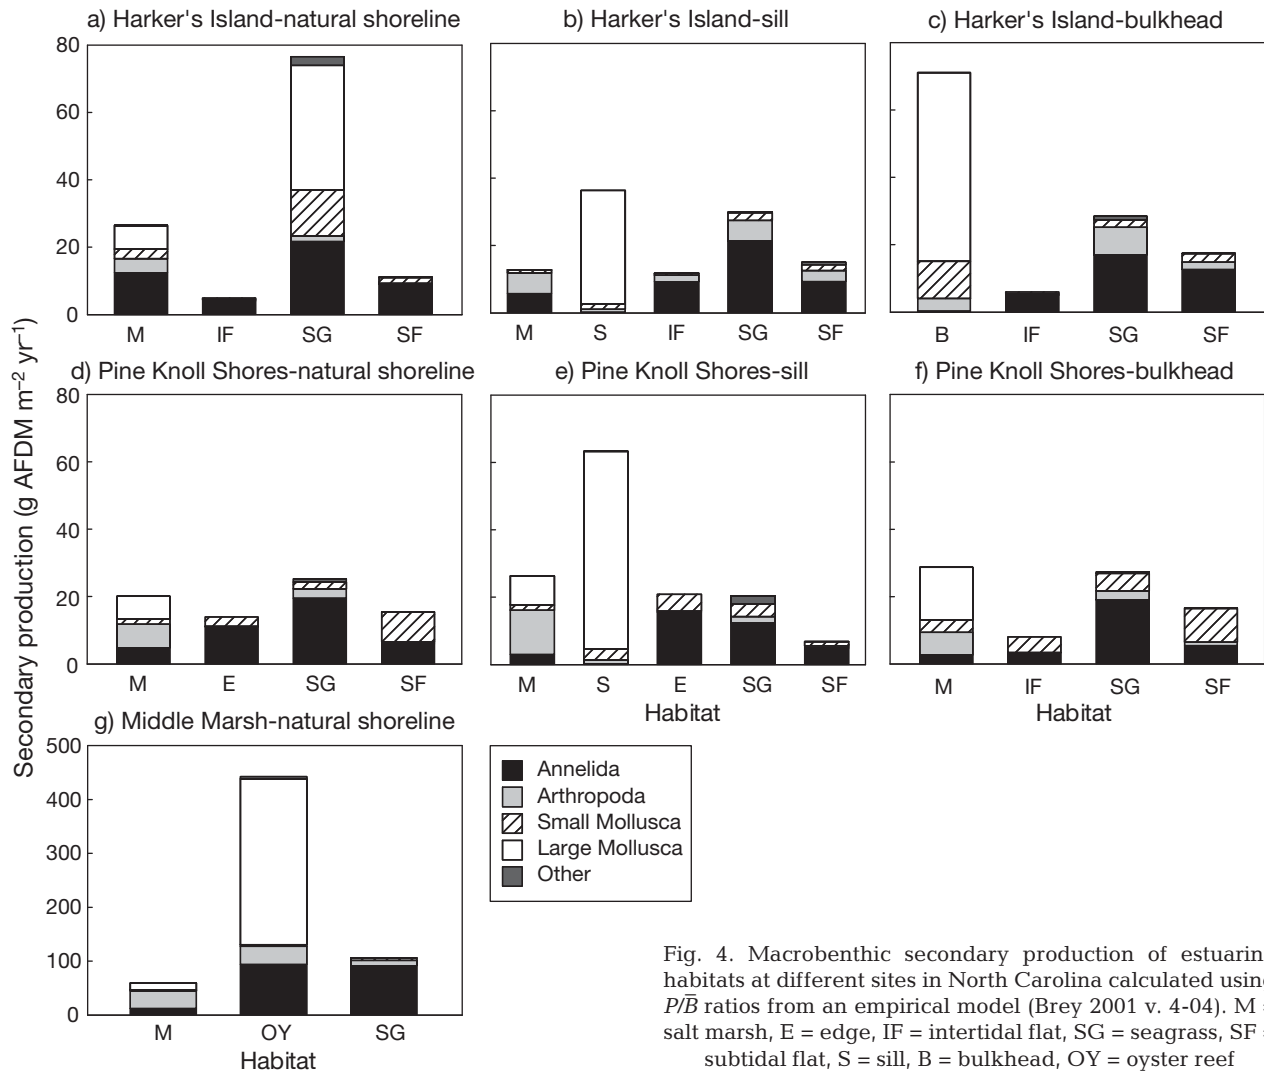 a) Harker's Island-natural shoreline
b) Harker's Island-sill
c) Harker's Island-bulkhead
80
60
40
20
0
M IF SG SF
M S IF SG SF
B IF SG SF
Secondary production (g AFDM m⁻² yr⁻¹)
d) Pine Knoll Shores-natural shoreline
e) Pine Knoll Shores-sill
f) Pine Knoll Shores-bulkhead
80
60
40
20
0
M E SG SF
M S E SG SF
M IF SG SF
Habitat
Habitat
g) Middle Marsh-natural shoreline
500
400
300
200
100
0
M OY SG
Habitat
Annelida
Arthropoda
Small Mollusca
Large Mollusca
Other
Fig. 4. Macrobenthic secondary production of estuarin
habitats at different sites in North Carolina calculated using
P/B̄ ratios from an empirical model (Brey 2001 v. 4-04). M =
salt marsh, E = edge, IF = intertidal flat, SG = seagrass, SF =
subtidal flat, S = sill, B = bulkhead, OY = oyster reef